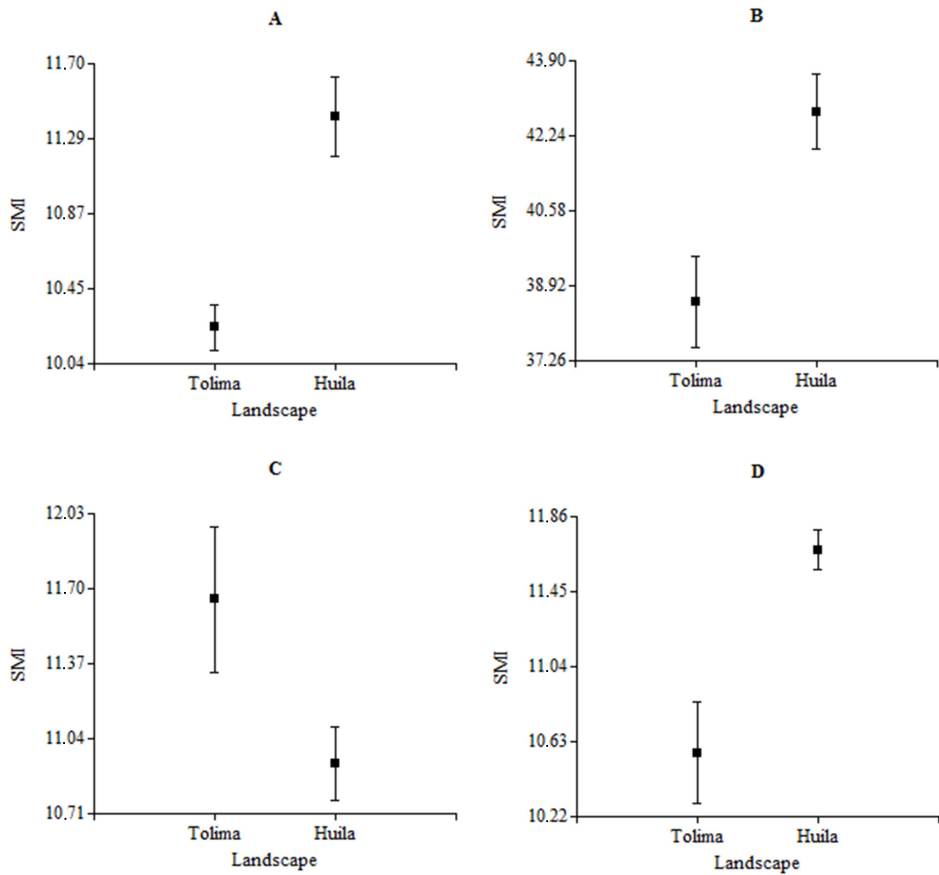 A
11.70
11.29
10.87
10.45
10.04
SMI
Tolima Huila
Landscape
B
43.90
42.24
40.58
38.92
37.26
SMI
Tolima Huila
Landscape
C
12.03
11.70
11.37
11.04
10.71
SMI
Tolima Huila
Landscape
D
11.86
11.45
11.04
10.63
10.22
SMI
Tolima Huila
Landscape